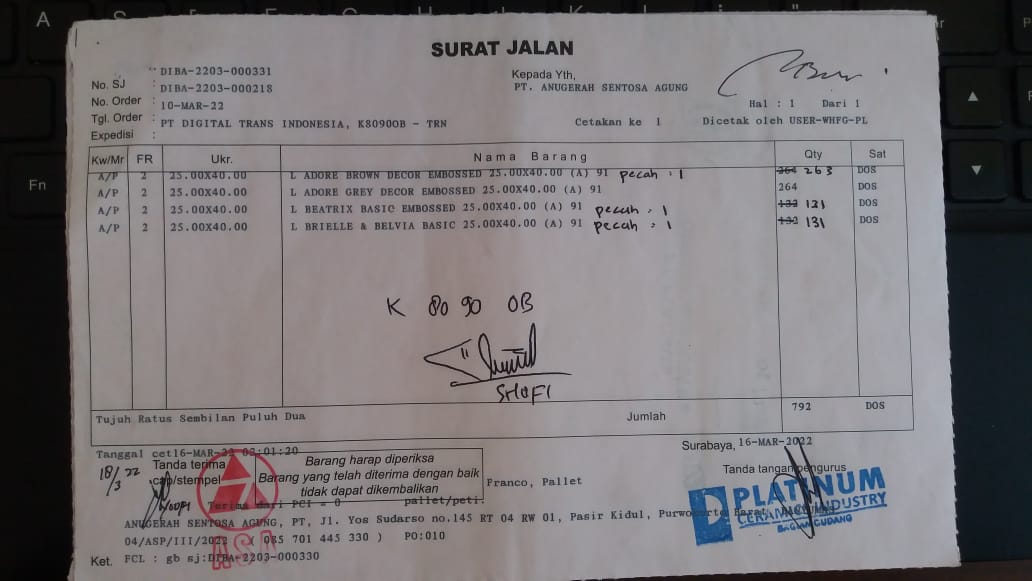 SURAT JALAN
No. SJ : DIBA-2203-000331
No. Order : DIBA-2203-000218
Tgl. Order : 10-MAR-22
Expedisi : PT DIGITAL TRANS INDONESIA, K8090OB - TRN
Kepada Yth,
PT. ANUGERAH SENTOSA AGUNG
Hal : 1 Dari 1
Cetakan ke 1 Dicetak oleh USER-WHFG-PL
Kw/Mr FR Ukr. Nama Barang Qty Sat
A/P 2 25.00X40.00 L ADORE BROWN DECOR EMBOSSED 25.00X40.00 (A) 91 pecah : 1 264 263 DOS
A/P 2 25.00X40.00 L ADORE GREY DECOR EMBOSSED 25.00X40.00 (A) 91 264 DOS
A/P 2 25.00X40.00 L BEATRIX BASIC EMBOSSED 25.00X40.00 (A) 91 pecah : 1 132 121 DOS
A/P 2 25.00X40.00 L BRIELLE & BELVIA BASIC 25.00X40.00 (A) 91 pecah : 1 132 131 DOS
K 80 90 OB
SHOFI
Tujuh Ratus Sembilan Puluh Dua Jumlah 792 DOS
Tanggal cet16-MAR-22 03:01:20
Surabaya, 16-MAR-2022
18/3 22
Tanda terima
cap/stempel
Barang harap diperiksa
Barang yang telah diterima dengan baik
tidak dapat dikembalikan
Franco, Pallet
Tanda tangan pengurus
PLATINUM
CERAMICS INDUSTRY
BAGIAN GUDANG
Terima dari PCI = 0 pallet/peti.
ANUGERAH SENTOSA AGUNG, PT, Jl. Yos Sudarso no.145 RT 04 RW 01, Pasir Kidul, Purwokerto Barat,
04/ASP/III/2022 ( 085 701 445 330 ) PO:010
ASA
Ket. FCL : gb sj:DIBA-2203-000330